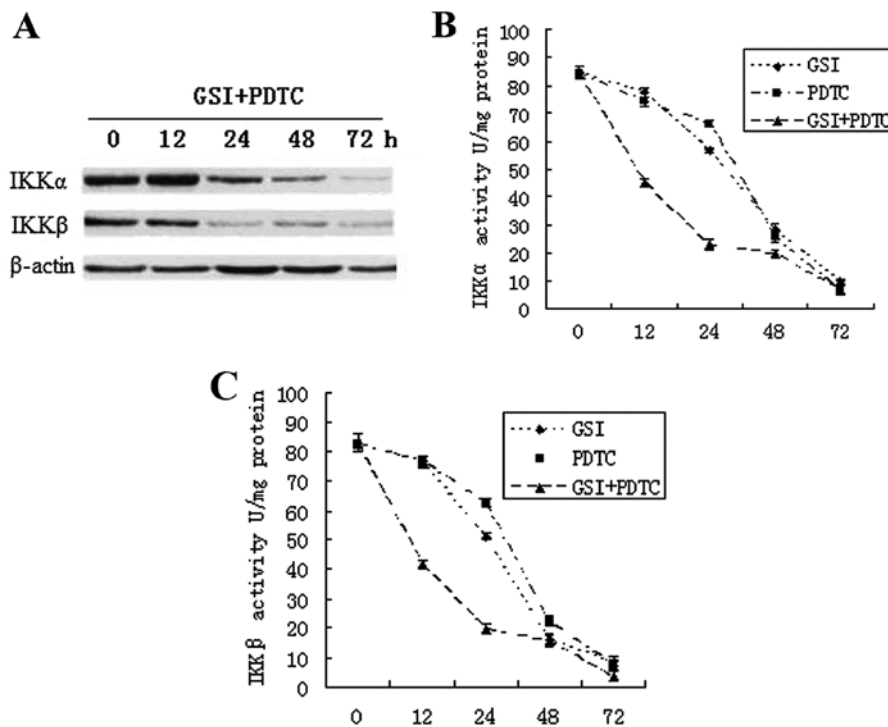 A
GSI+PDTC
0 12 24 48 72 h
IKKα
IKKβ
β-actin
B
IKKα activity U/mg protein
100
90
80
70
60
50
40
30
20
10
0
0 12 24 48 72
GSI
PDTC
GSI+PDTC
C
IKKβ activity U/mg protein
100
90
80
70
60
50
40
30
20
10
0
0 12 24 48 72
GSI
PDTC
GSI+PDTC